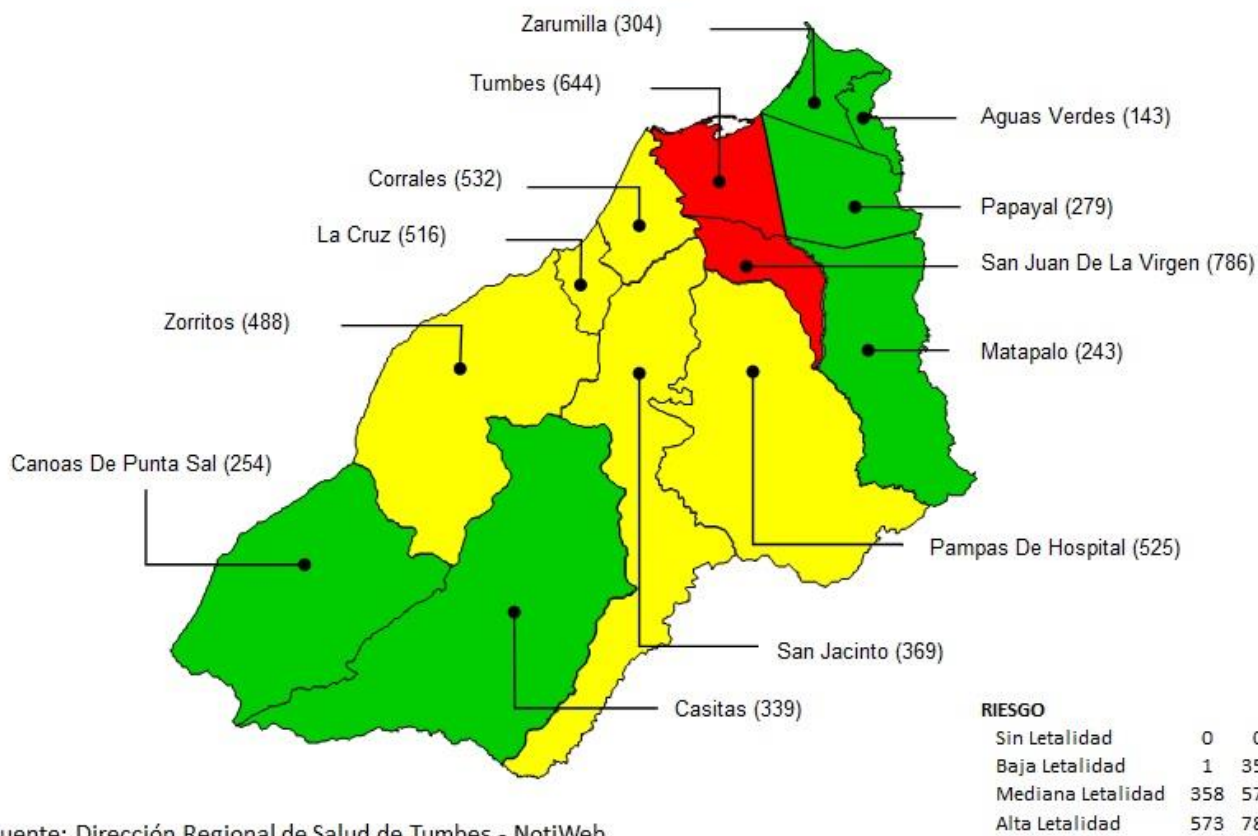 Zarumilla (304)
Tumbes (644)
Aguas Verdes (143)
Corrales (532)
Papayal (279)
La Cruz (516)
San Juan De La Virgen (786)
Zorritos (488)
Matapalo (243)
Canoas De Punta Sal (254)
Pampas De Hospital (525)
San Jacinto (369)
Casitas (339)
RIESGO
Sin Letalidad 0
Baja Letalidad 1
Mediana Letalidad 358
Alta Letalidad 573
Dirección Regional de Salud de Tumbes - NotiWeb